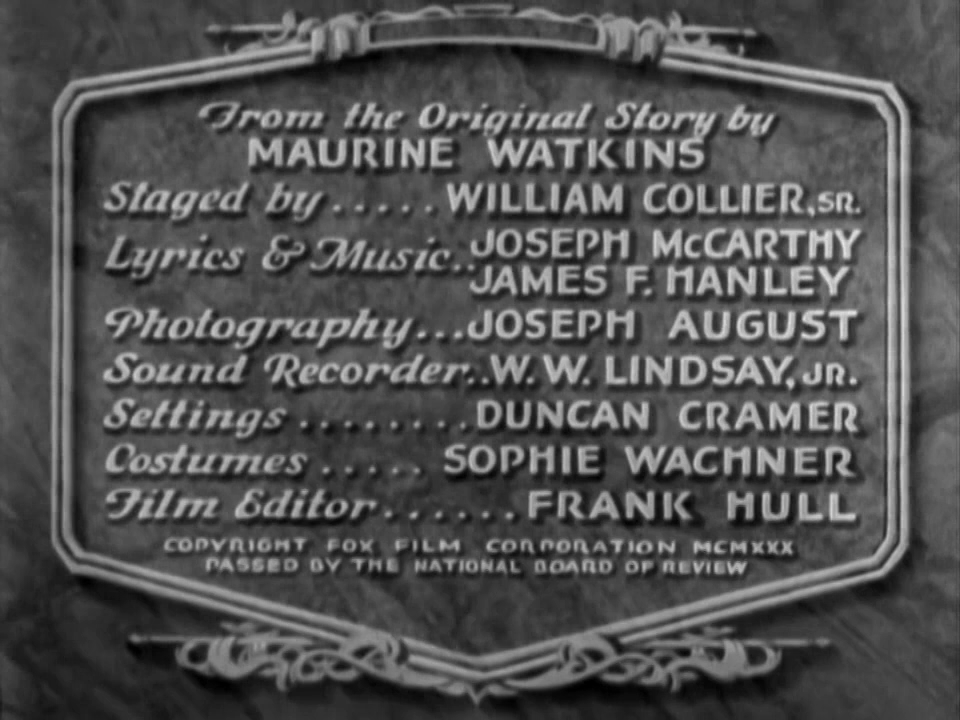 From the Original Story by
MAURINE WATKINS
Staged by ..... WILLIAM COLLIER, SR.
Lyrics & Music.. JOSEPH McCARTHY
JAMES F. HANLEY
Photography... JOSEPH AUGUST
Sound Recorder.. W. W. LINDSAY, JR.
Settings ........ DUNCAN CRAMER
Costumes ..... SOPHIE WACHNER
Film Editor ...... FRANK HULL
COPYRIGHT FOX FILM CORPORATION MCMXXX
PASSED BY THE NATIONAL BOARD OF REVIEW